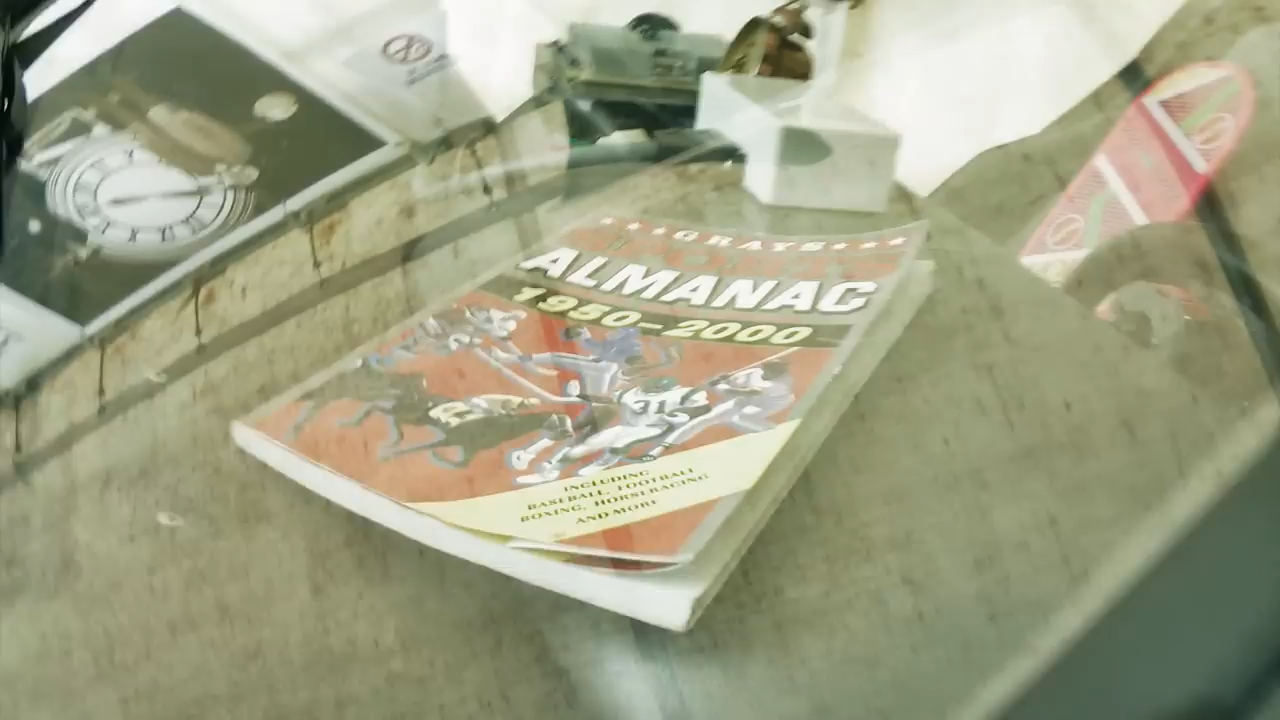 ★★★GRAYS★★★
ALMANAC
1950-2000
INCLUDING
BASEBALL, FOOTBALL
BOXING, HORSERACING
AND MORE